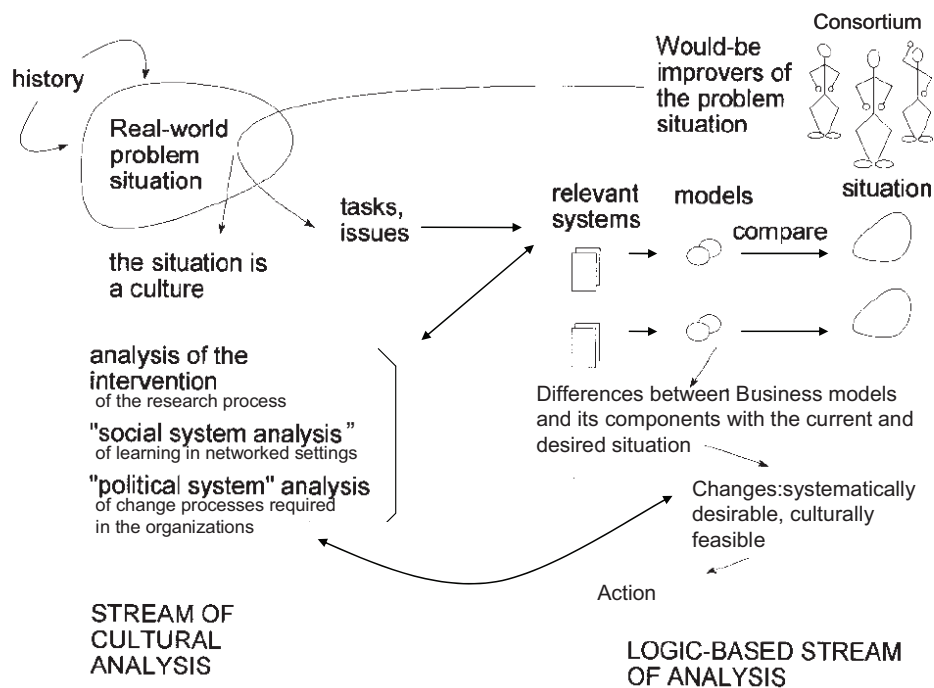 Consortium
Would-be
improvers of
the problem
situation
history
Real-world
problem
situation
tasks,
issues
the situation is
a culture
relevant
systems
models
situation
compare
analysis of the
intervention
of the research process
"social system analysis"
of learning in networked settings
"political system" analysis
of change processes required
in the organizations
Differences between Business models
and its components with the current and
desired situation
Changes:systematically
desirable, culturally
feasible
Action
STREAM OF
CULTURAL
ANALYSIS
LOGIC-BASED STREAM
OF ANALYSIS